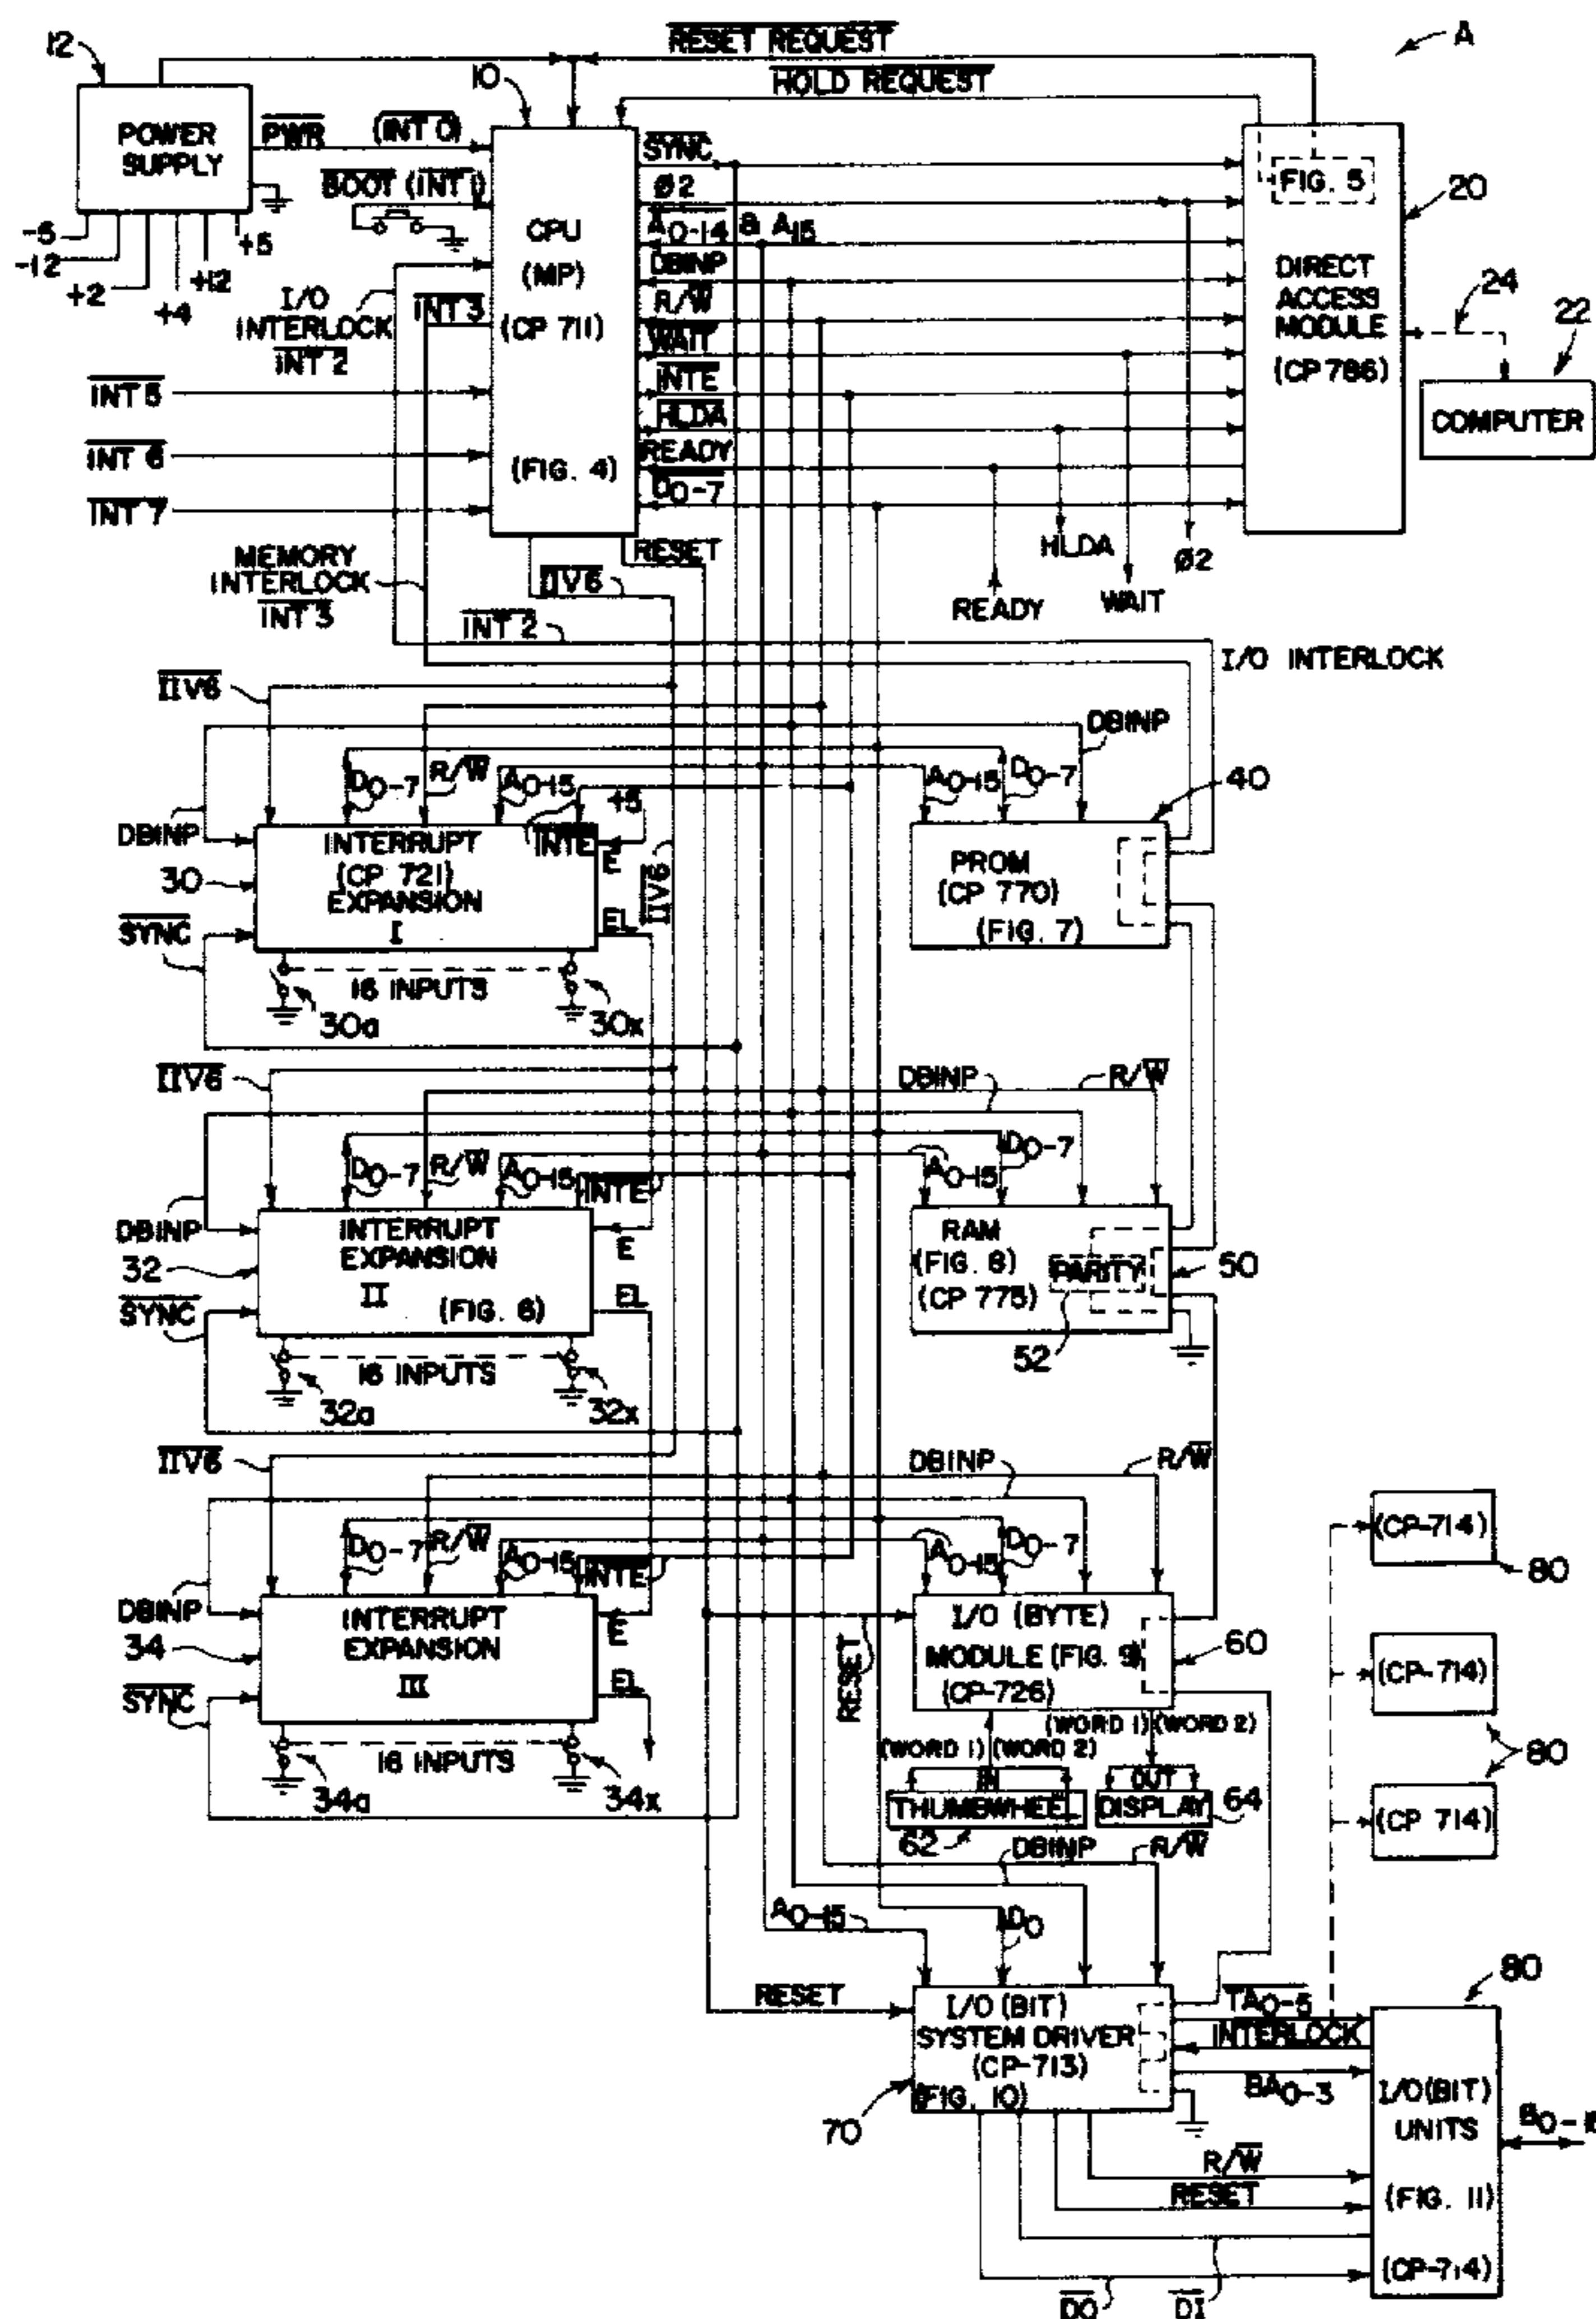 RESET REQUEST
A
12
10
HOLD REQUEST
POWER
SUPPLY
PWR
(INT 0)
BOOT (INT 1)
-5
-12
+2
+4
+12
+5
I/O
INTERLOCK
INT 2
INT 3
CPU
(MP)
(CP 711)
(FIG. 4)
SYNC
Ø2
A0-14 & A15
DBINP
R/W
WAIT
INTE
HLDA
READY
D0-7
FIG. 5
DIRECT
ACCESS
MODULE
(CP 786)
20
24
22
COMPUTER
INT 5
INT 6
INT 7
RESET
IIV6
MEMORY
INTERLOCK
INT 3
INT 2
HLDA
Ø2
READY
WAIT
I/O INTERLOCK
IIV6
DBINP
D0-7
R/W
A0-15
+5
INTE
E
A0-15
D0-7
DBINP
40
DBINP
30
SYNC
INTERRUPT
(CP 721)
EXPANSION
I
EL
IIV6
PROM
(CP 770)
(FIG. 7)
16 INPUTS
30a
30x
IIV6
DBINP
R/W
D0-7
R/W
A0-15
INTE
A0-15
D0-7
DBINP
32
SYNC
INTERRUPT
EXPANSION
II
(FIG. 6)
E
EL
RAM
(FIG. 8)
(CP 775)
PARITY
50
52
16 INPUTS
32a
32x
IIV6
DBINP
R/W
D0-7
R/W
A0-15
INTE
A0-15
D0-7
(CP-714)
80
DBINP
34
SYNC
INTERRUPT
EXPANSION
III
E
EL
RESET
I/O (BYTE)
MODULE (FIG. 9)
(CP-726)
60
(CP-714)
80
(WORD 1) (WORD 2)
(WORD 1) (WORD 2)
16 INPUTS
34a
34x
IN
OUT
THUMBWHEEL
62
DISPLAY
64
(CP 714)
DBINP
R/W
A0-15
D0
RESET
I/O (BIT)
SYSTEM DRIVER
(CP-713)
(FIG. 10)
70
TA0-5
INTERLOCK
BA0-3
80
I/O(BIT)
UNITS
(FIG. 11)
(CP-714)
R/W
RESET
DO
DI